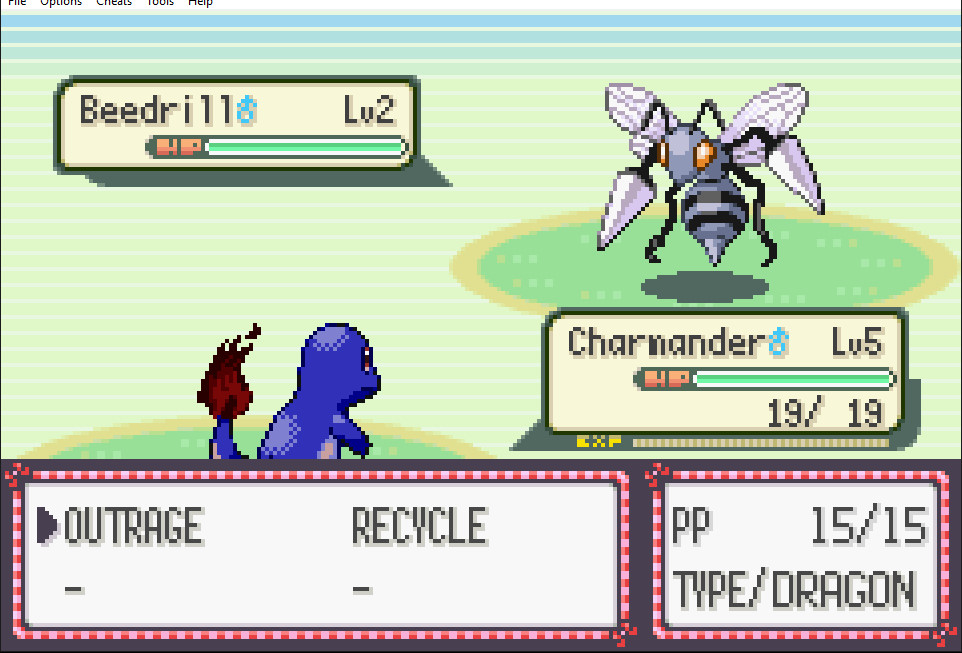 File Options Cheats Tools Help
Beedrill♂ Lv2
HP
Charmander♂ Lv5
HP
19/ 19
EXP
OUTRAGE RECYCLE
- -
PP 15/15
TYPE/DRAGON